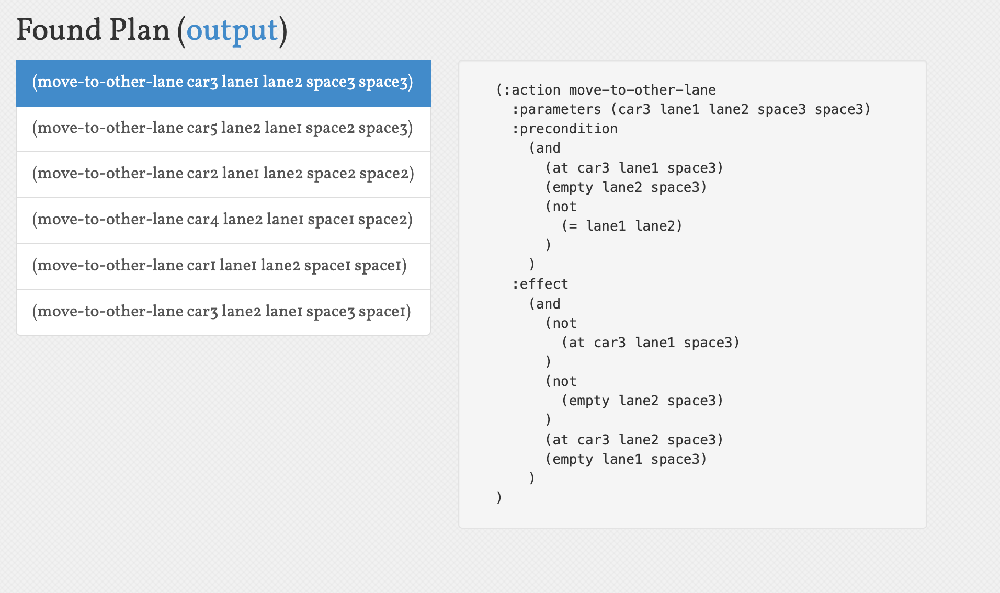 Found Plan (output)
(move-to-other-lane car3 lane1 lane2 space3 space3)
(move-to-other-lane car5 lane2 lane1 space2 space3)
(move-to-other-lane car2 lane1 lane2 space2 space2)
(move-to-other-lane car4 lane2 lane1 space1 space2)
(move-to-other-lane car1 lane1 lane2 space1 space1)
(move-to-other-lane car3 lane2 lane1 space3 space1)
(:action move-to-other-lane
:parameters (car3 lane1 lane2 space3 space3)
:precondition
(and
(at car3 lane1 space3)
(empty lane2 space3)
(not
(= lane1 lane2)
)
)
:effect
(and
(not
(at car3 lane1 space3)
)
(not
(empty lane2 space3)
)
(at car3 lane2 space3)
(empty lane1 space3)
)
)